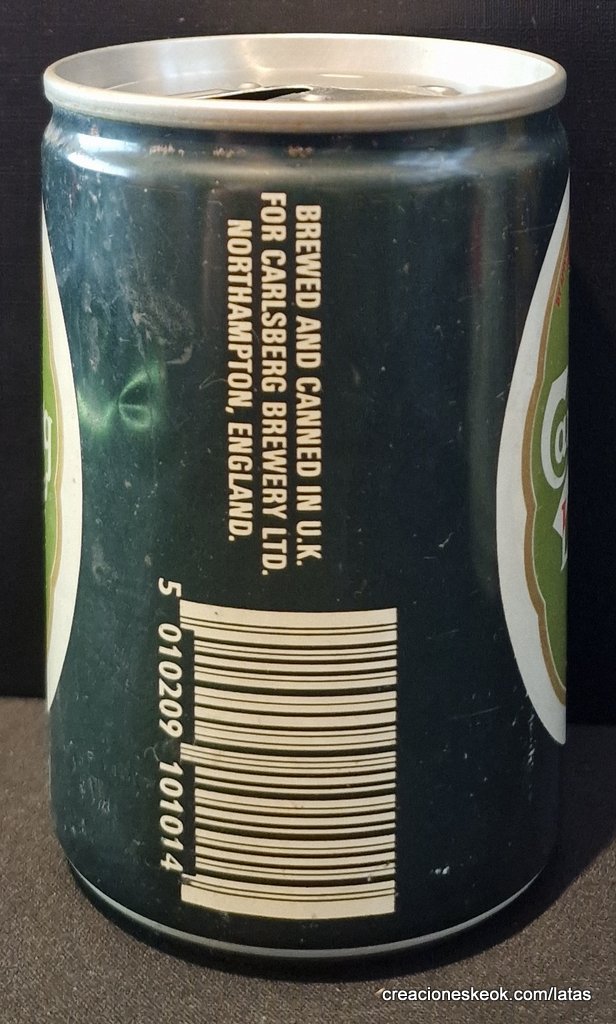 BREWED AND CANNED IN U.K.
FOR CARLSBERG BREWERY LTD.
NORTHAMPTON, ENGLAND.
5 010209 101014
creacioneskeok.com/latas